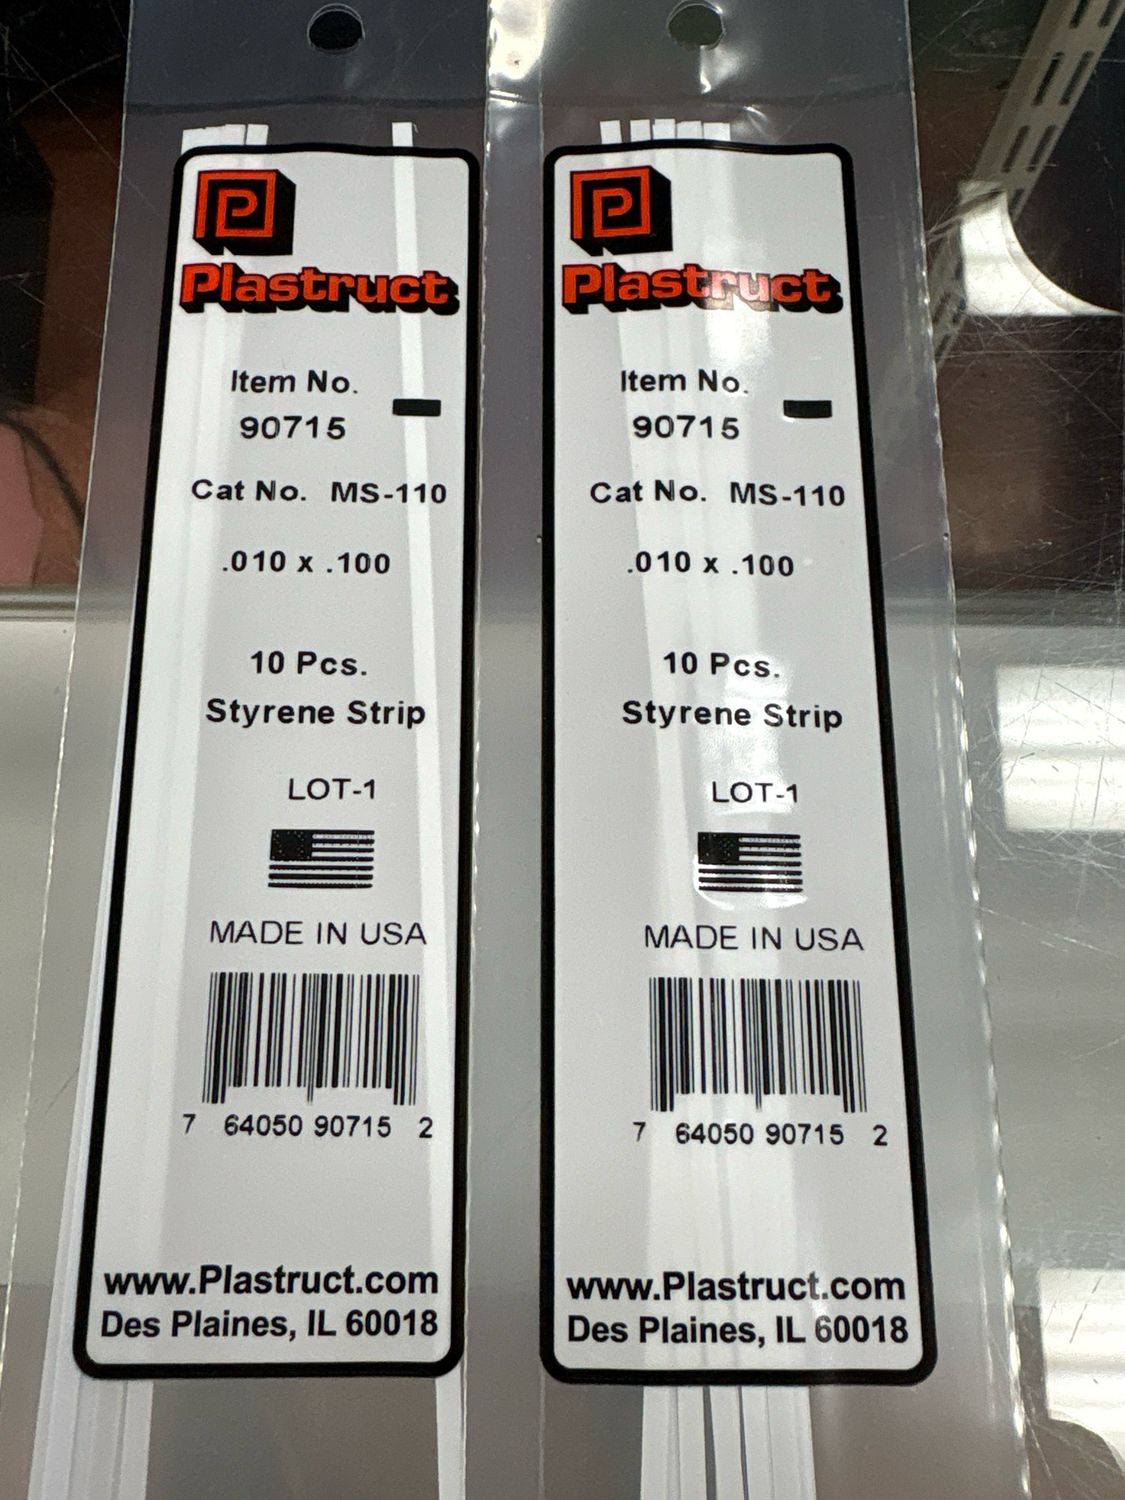 P
Plastruct
Item No.
90715
Cat No. MS-110
.010 x .100
10 Pcs.
Styrene Strip
LOT-1
MADE IN USA
7 64050 90715 2
www.Plastruct.com
Des Plaines, IL 60018
P
Plastruct
Item No.
90715
Cat No. MS-110
.010 x .100
10 Pcs.
Styrene Strip
LOT-1
MADE IN USA
7 64050 90715 2
www.Plastruct.com
Des Plaines, IL 60018